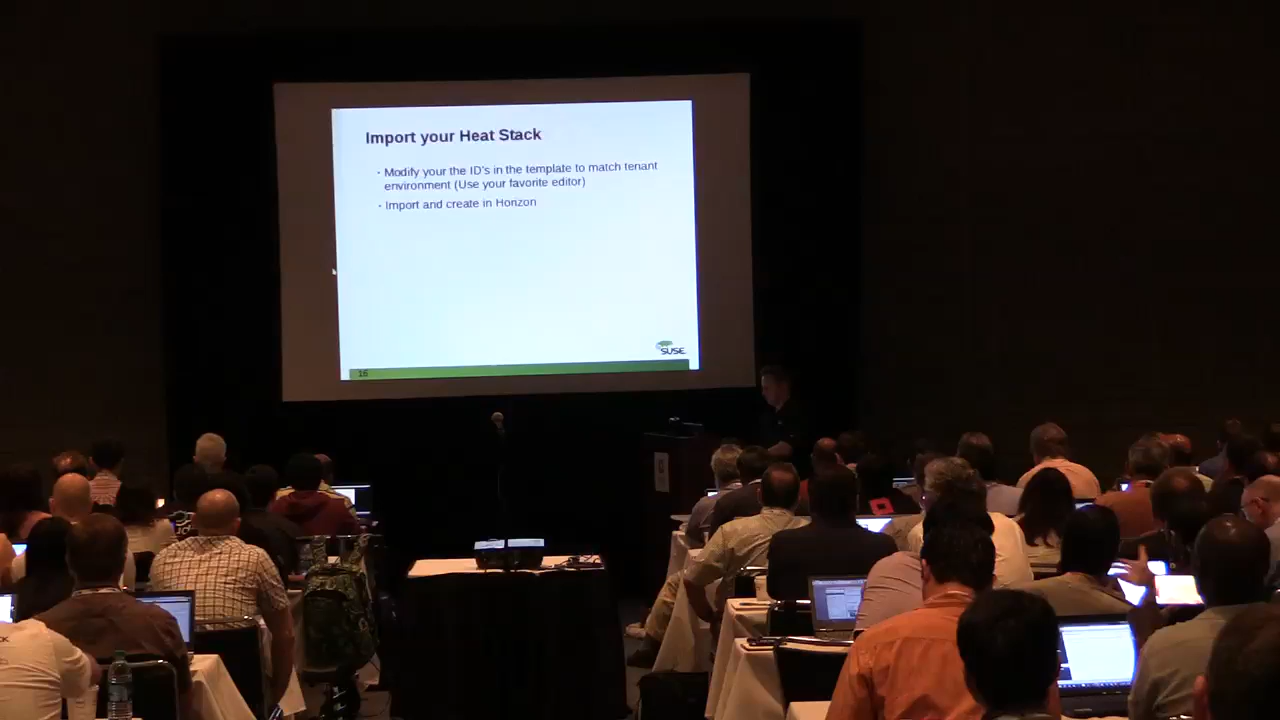 Import your Heat Stack
- Modify your the ID's in the template to match tenant
environment (Use your favorite editor)
- Import and create in Horizon
SUSE
16